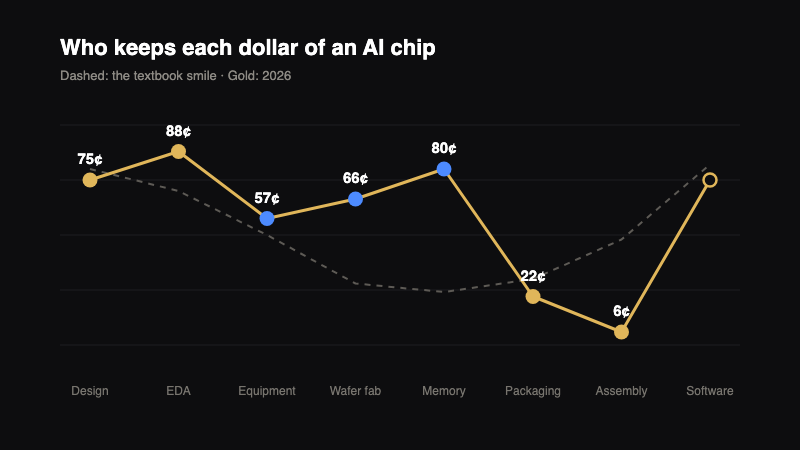 Who keeps each dollar of an AI chip
Dashed: the textbook smile · Gold: 2026
75¢
88¢
57¢
66¢
80¢
22¢
6¢
Design
EDA
Equipment
Wafer fab
Memory
Packaging
Assembly
Software